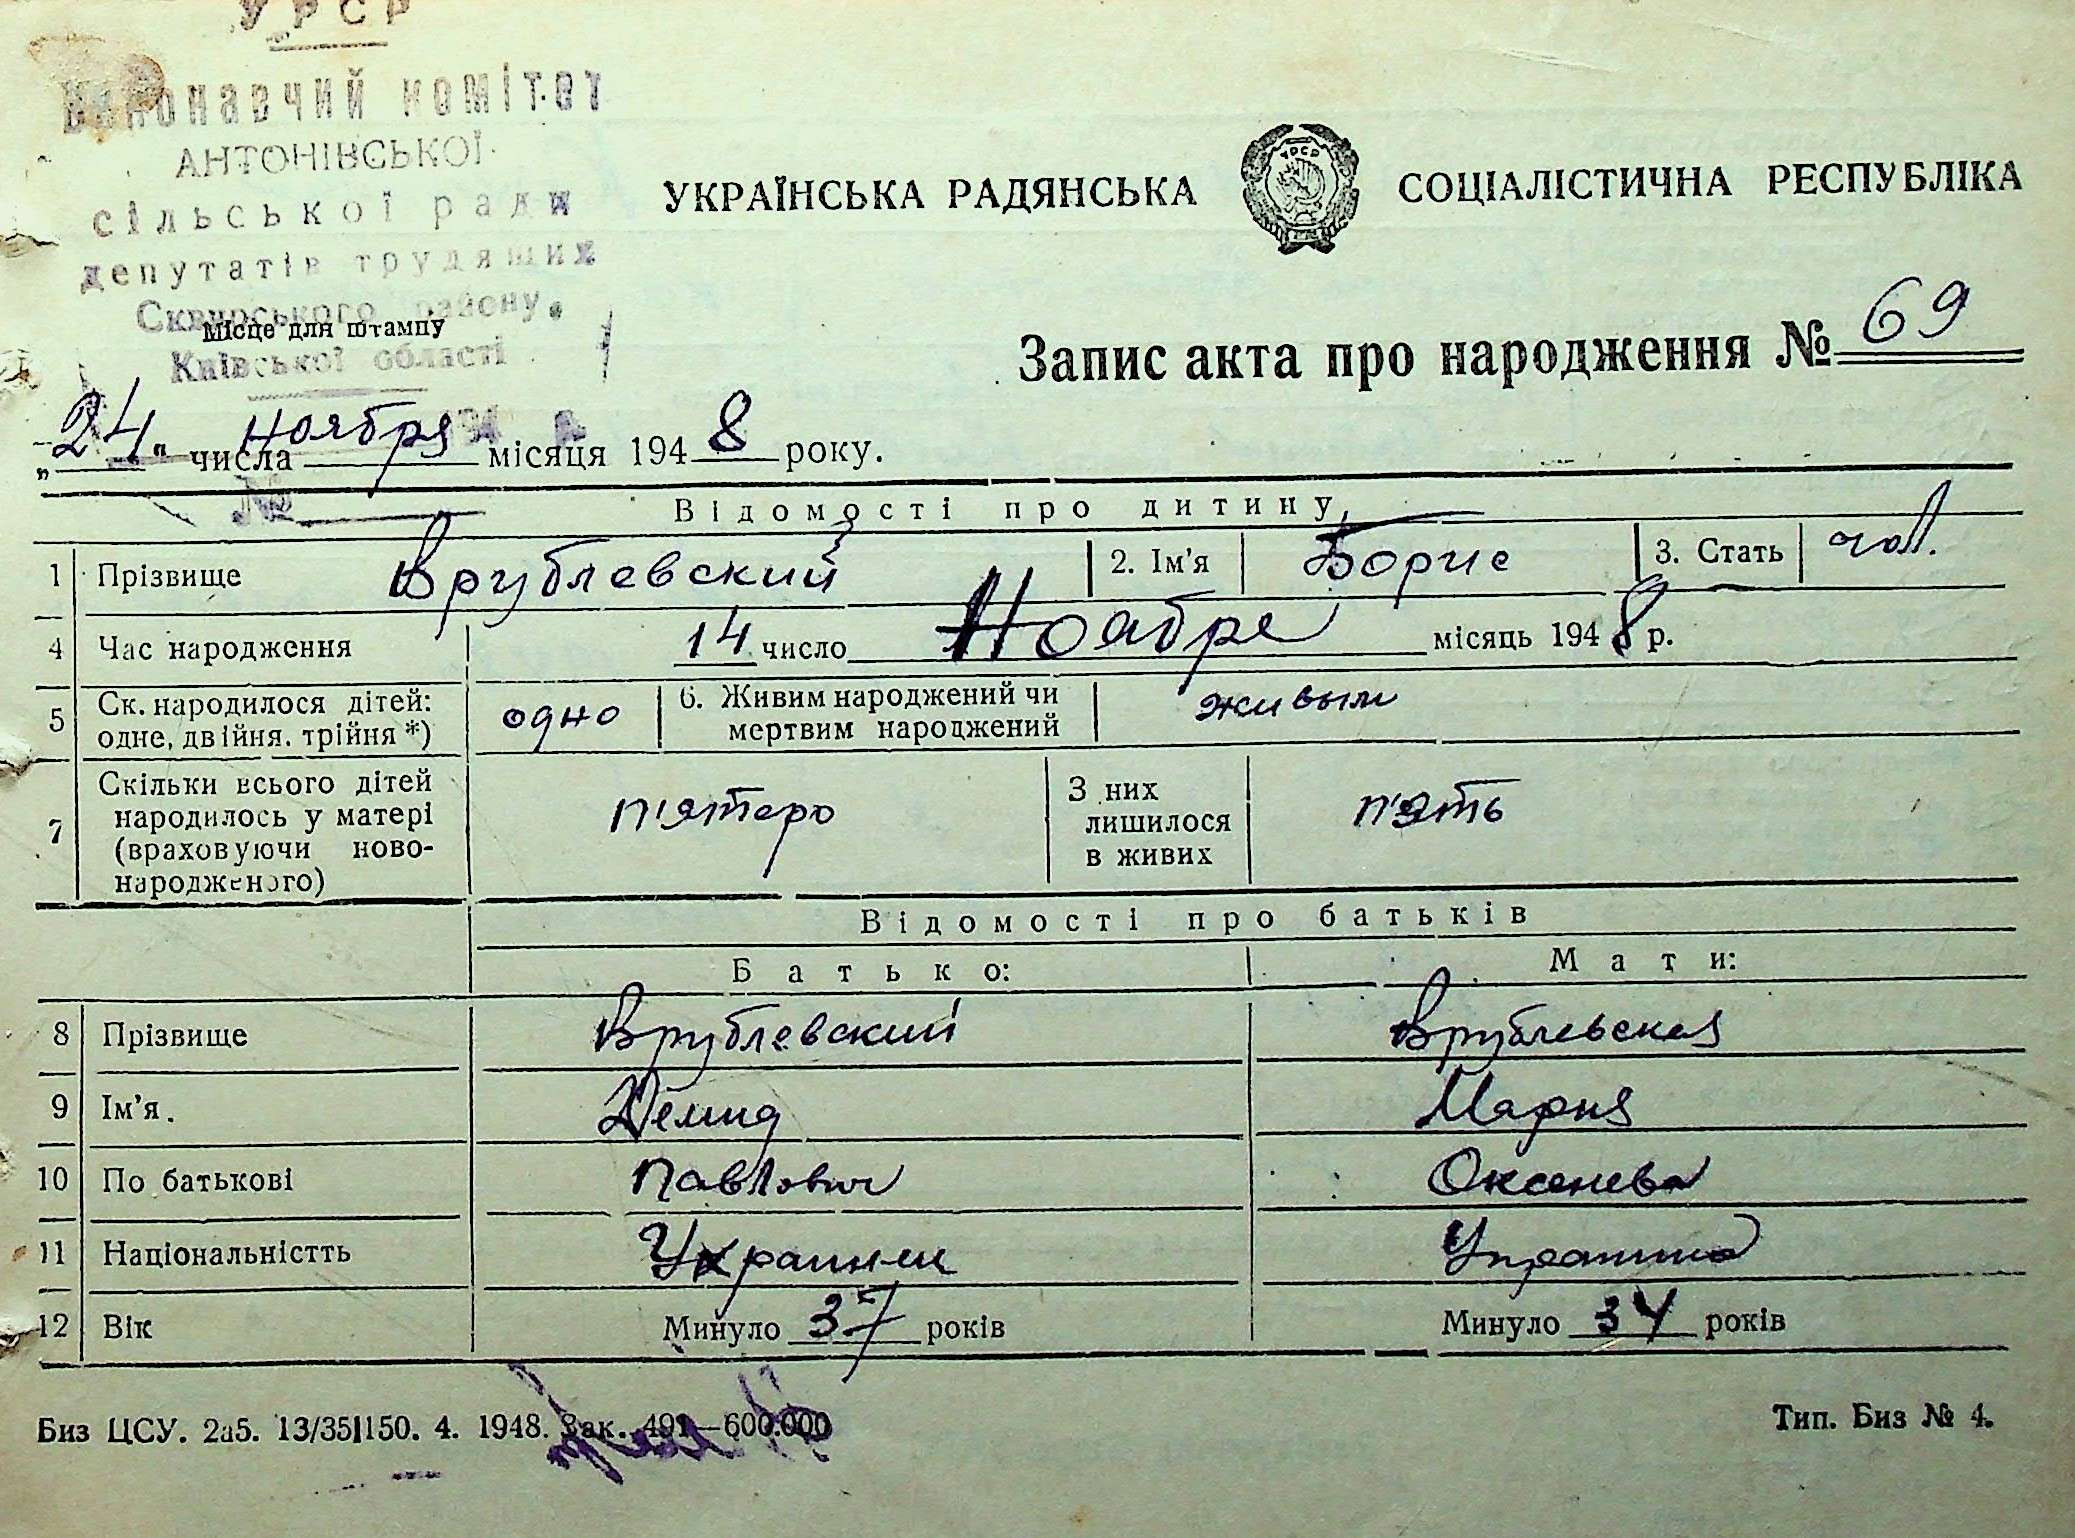 УРСР
Виконавчий комітет
АНТОНІВСЬКОЇ
сільської ради
депутатів трудящих
Сквирського району
Місце для штампу
Київської області
УКРАЇНСЬКА РАДЯНСЬКА СОЦІАЛІСТИЧНА РЕСПУБЛІКА
УРСР
Запис акта про народження № 69
„24“ числа ноября місяця 1948 року.
№
Відомості про дитину
1 Прізвище Врублевский 2. Ім'я Борис 3. Стать чол.
4 Час народження 14 число Ноабре місяць 1948 р.
5 Ск. народилося дітей: одне, двійня. трійня *) одно 6. Живим народжений чи мертвим народжений живым
7 Скільки всього дітей народилось у матері (враховуючи новонародженого) п'ятеро З них лишилося в живих п'ять
Відомості про батьків
Батько: Мати:
8 Прізвище Врублевский Врублевская
9 Ім'я. Демид Мария
10 По батькові Павлович Оксенева
11 Національністть Украинец Украинка
12 Вік Минуло 37 років Минуло 34 років
Биз ЦСУ. 2а5. 13/35|150. 4. 1948. Зак. 491—600.000 Тип. Биз № 4.